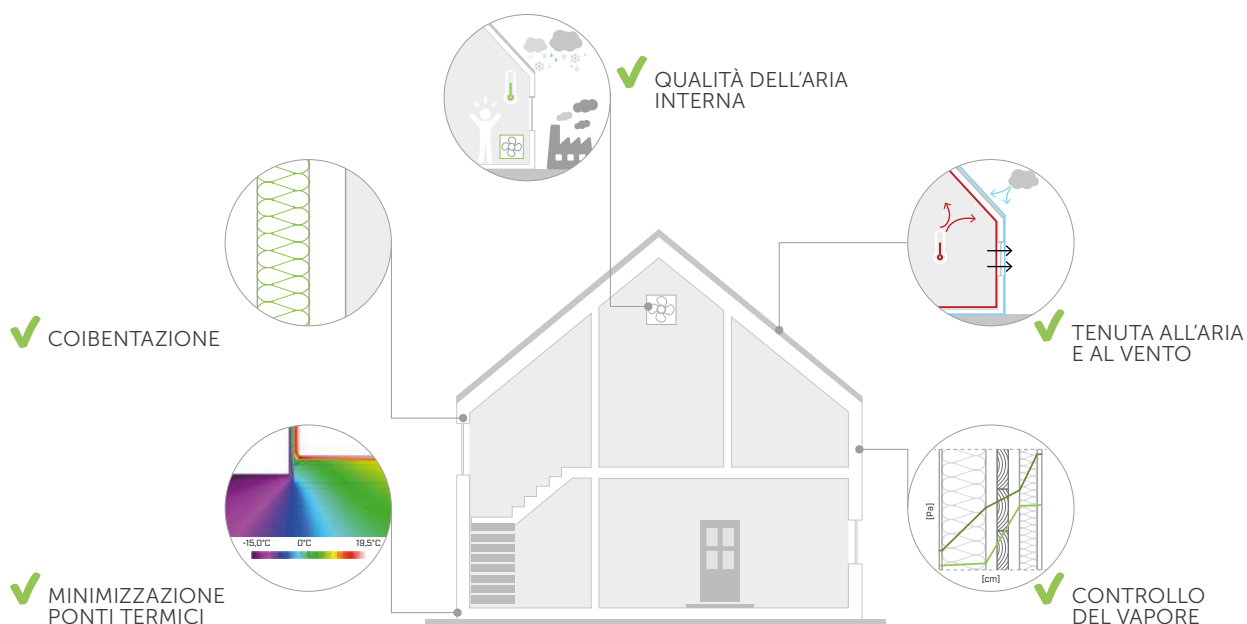 QUALITÀ DELL'ARIA
INTERNA
COIBENTAZIONE
TENUTA ALL'ARIA
E AL VENTO
-15,0°C 0°C 19,5°C
MINIMIZZAZIONE
PONTI TERMICI
[Pa]
[cm]
CONTROLLO
DEL VAPORE